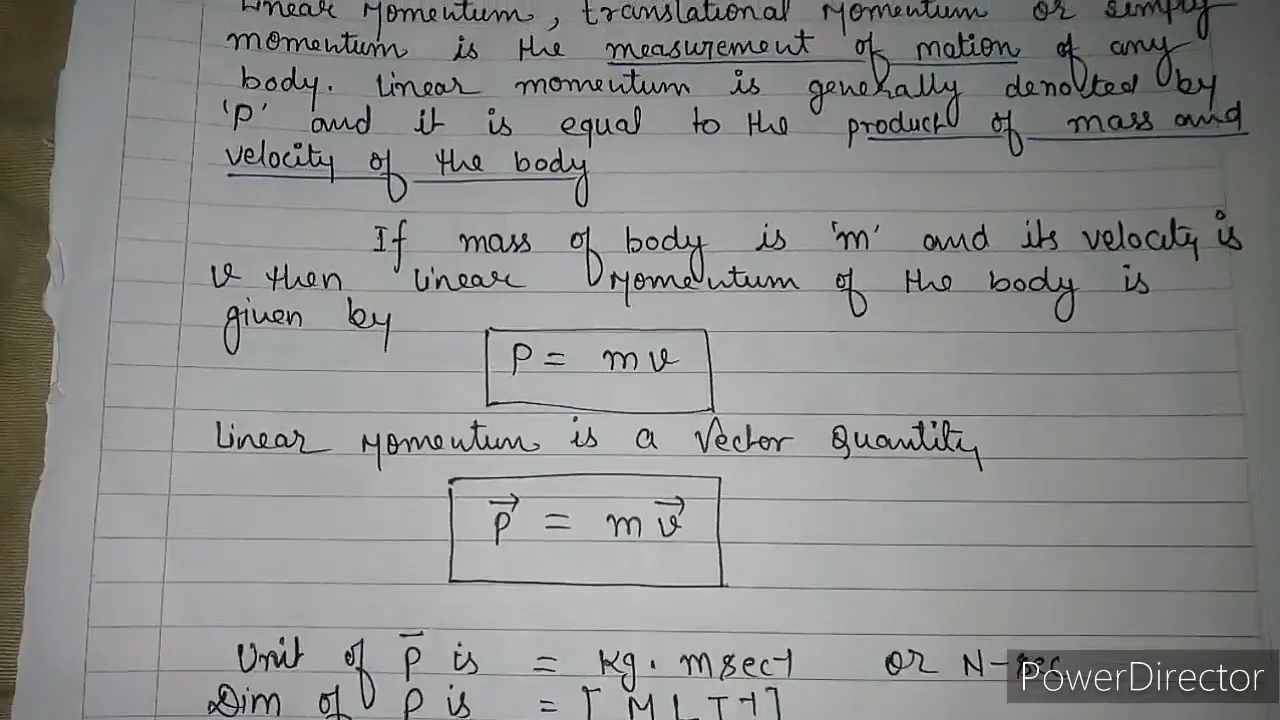 Linear Momentum, translational Momentum or simply
momentum is the measurement of mation of any
body. Linear momentum is generally denoted by
'P' and it is equal to the product of mass and
velocity of the body
If mass of body is 'm' and its velocity is
v then linear Momentum of the body is
given by
P = mv
Linear Momentum is a Vector Quantity
\vec{p} = m\vec{v}
Unit of p̄ is = Kg. msec-1 or N-sec
PowerDirector
Dim of P is = [MLT-1]